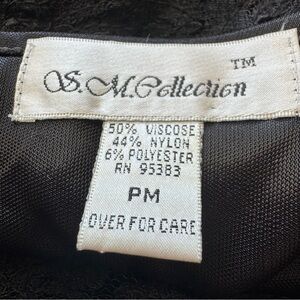 S.M.Collection ™
50% VISCOSE
44% NYLON
6% POLYESTER
RN 95383
PM
OVER FOR CARE